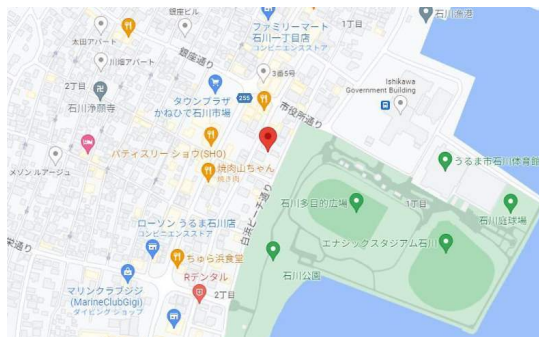 銀座ビル
ファミリーマート
石川一丁目店
コンビニエンスストア
1丁目
石川漁港
太田アパート
銀座通り
川畑アパート
3番5号
Ishikawa
Government Building
2丁目
石川浄願寺
タウンプラザ
かねひで石川市場
255
市役所通り
うるま市石川体育館
パティスリー ショウ(SHO)
メゾン ルアージュ
焼肉山ちゃん
焼き肉
石川多目的広場
1丁目
石川庭球場
白浜ビーチ通り
ローソン うるま石川店
コンビニエンスストア
エナジックスタジアム石川
栄通り
ちゅら浜食堂
石川公園
Rデンタル
マリンクラブジジ
(MarineClubGigi)
ダイビング ショップ
2丁目